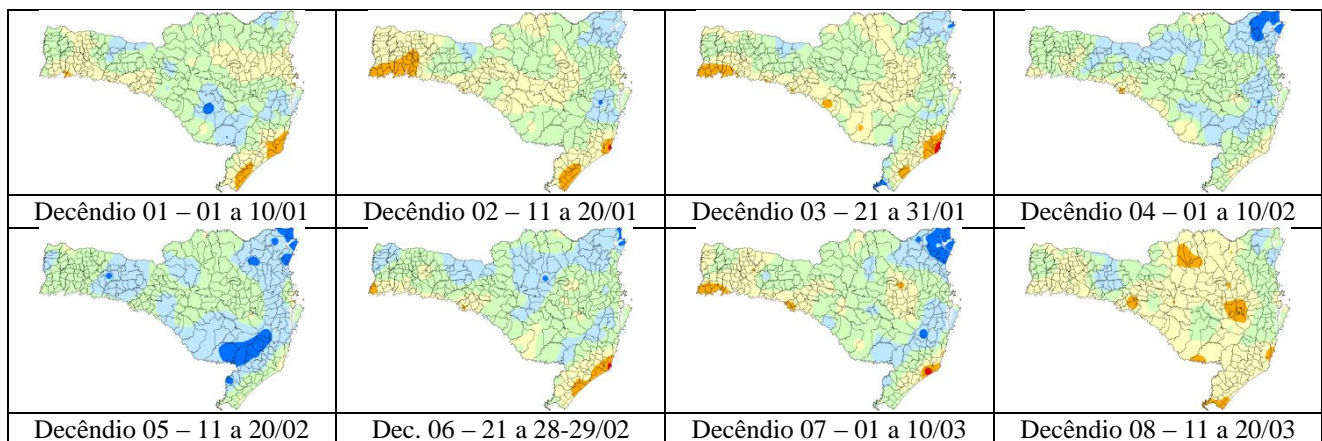 Decêndio 01 – 01 a 10/01
Decêndio 02 – 11 a 20/01
Decêndio 03 – 21 a 31/01
Decêndio 04 – 01 a 10/02
Decêndio 05 – 11 a 20/02
Dec. 06 – 21 a 28-29/02
Decêndio 07 – 01 a 10/03
Decêndio 08 – 11 a 20/03